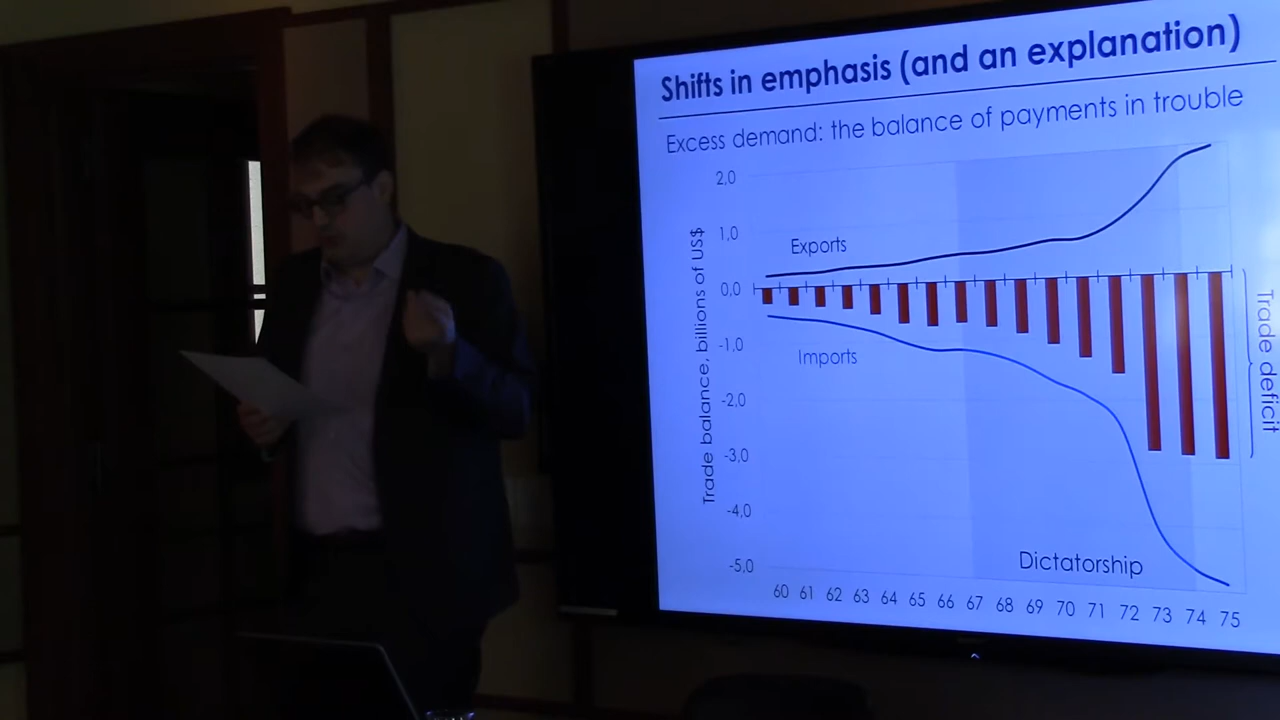 Shifts in emphasis (and an explanation)
Excess demand: the balance of payments in trouble
Trade balance, billions of US$
2,0
1,0
0,0
-1,0
-2,0
-3,0
-4,0
-5,0
Exports
Imports
Dictatorship
Trade deficit
60 61 62 63 64 65 66 67 68 69 70 71 72 73 74 75